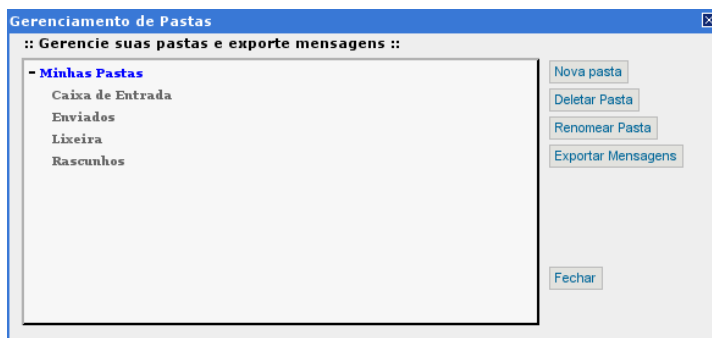 Gerenciamento de Pastas
:: Gerencie suas pastas e exporte mensagens ::
- Minhas Pastas
Caixa de Entrada
Enviados
Lixeira
Rascunhos
Nova pasta
Deletar Pasta
Renomear Pasta
Exportar Mensagens
Fechar